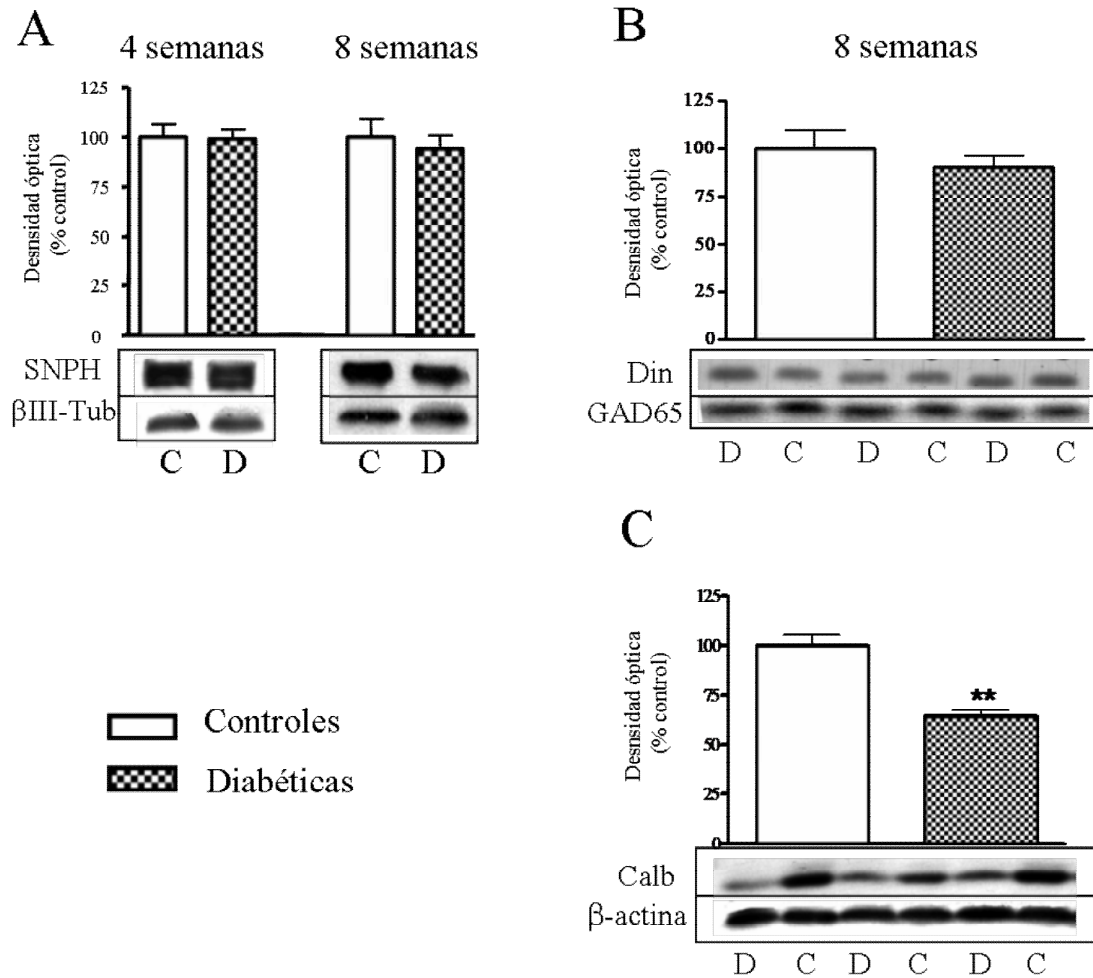 A
4 semanas
8 semanas
125
100
75
50
25
0
Desnsidad óptica
(% control)
SNPH
βIII-Tub
C D
C D
B
8 semanas
125
100
75
50
25
0
Desnsidad óptica
(% control)
Din
GAD65
D C D C D C
C
125
100
75
50
25
0
Desnsidad óptica
(% control)
**
Calb
β-actina
D C D C D C
Controles
Diabéticas